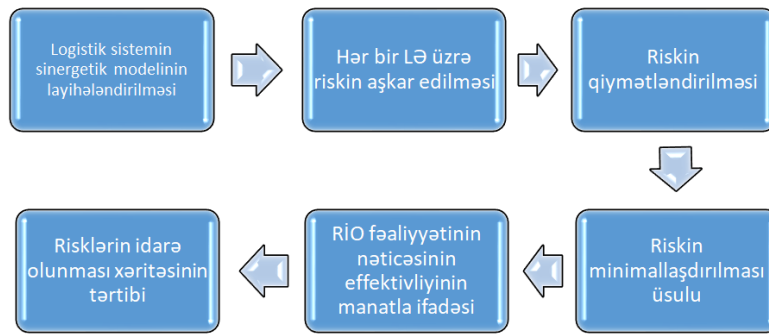 Logistik sistemin
sinergetik modelinin
layihələndirilməsi
Hər bir LƏ üzrə
riskin aşkar edilməsi
Riskin
qiymətləndirilməsi
Riskin
minimallaşdırılması
üsulu
RİO fəaliyyətinin
nəticəsinin
effektivliyinin
manatla ifadəsi
Risklərin idarə
olunması xəritəsinin
tərtibi